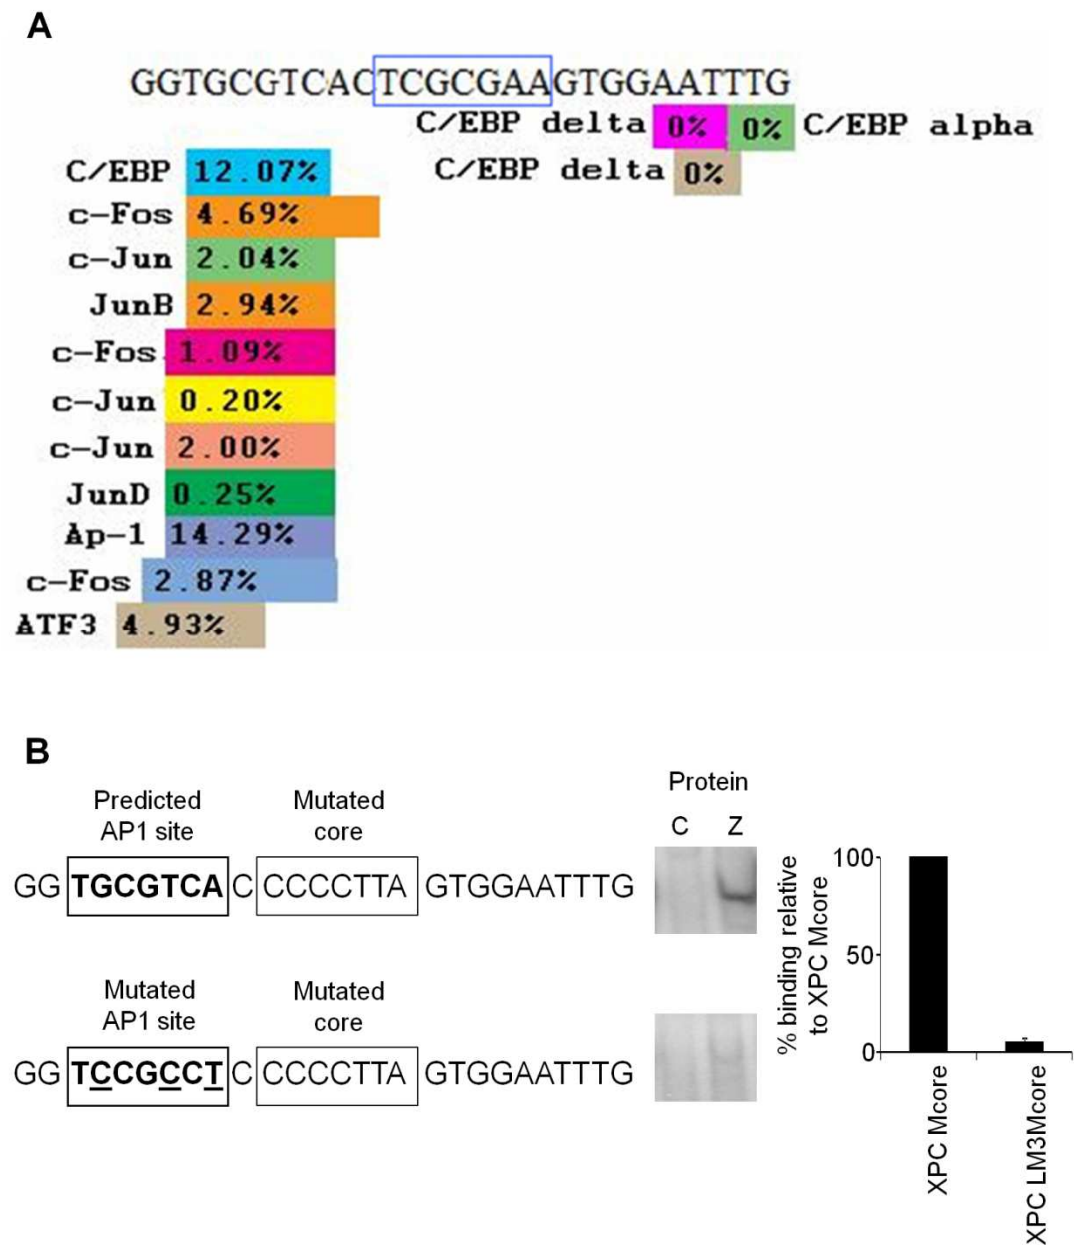 A
GGTGCGTCACTCGCGAAGTGGAATTTG
C/EBP delta 0% 0% C/EBP alpha
C/EBP delta 0%
C/EBP 12.07%
c-Fos 4.69%
c-Jun 2.04%
JunB 2.94%
c-Fos 1.09%
c-Jun 0.20%
c-Jun 2.00%
JunD 0.25%
Ap-1 14.29%
c-Fos 2.87%
ATF3 4.93%
B
Predicted
AP1 site
Mutated
core
GG TGCGTCA C CCCCTTA GTGGAATTTG
Mutated
AP1 site
Mutated
core
GG TCCGCCT C CCCCTTA GTGGAATTTG
Protein
C Z
% binding relative
to XPC Mcore
100
50
0
XPC Mcore
XPC LM3Mcore